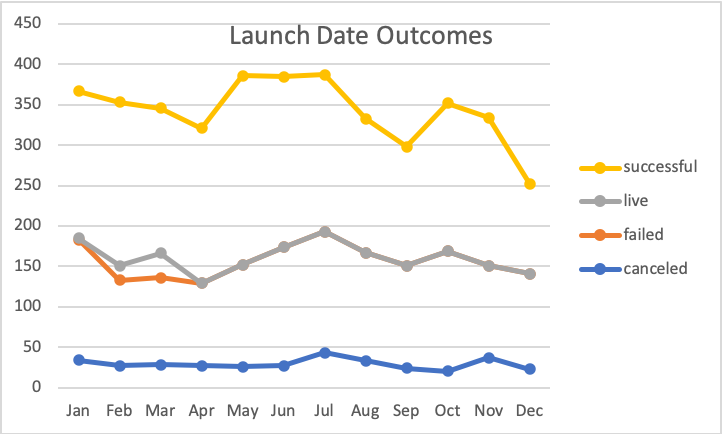 Launch Date Outcomes
450
400
350
300
250
200
150
100
50
0
Jan Feb Mar Apr May Jun Jul Aug Sep Oct Nov Dec
successful
live
failed
canceled